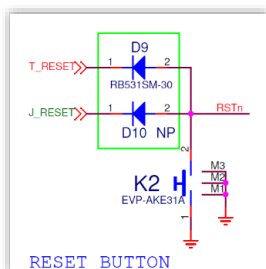 D9
T_RESET 1 2
RB531SM-30
J_RESET 1 2 RSTn
D10 NP
2
M3
K2 M2
EVP-AKE31A M1
1
RESET BUTTON